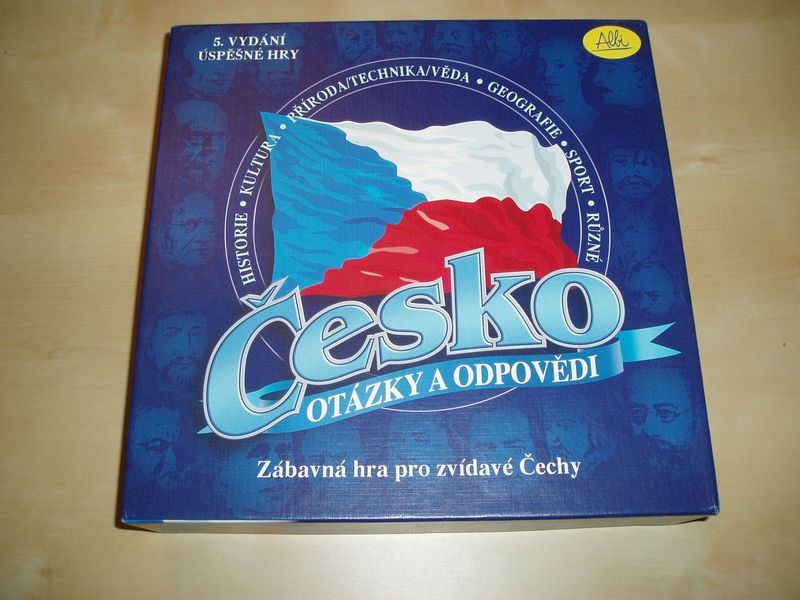 5. VYDÁNÍ
ÚSPĚŠNÉ HRY
Albi
HISTORIE • KULTURA • PŘÍRODA/TECHNIKA/VĚDA • GEOGRAFIE • SPORT • RŮZNÉ
Česko
OTÁZKY A ODPOVĚDI
Zábavná hra pro zvídavé Čechy